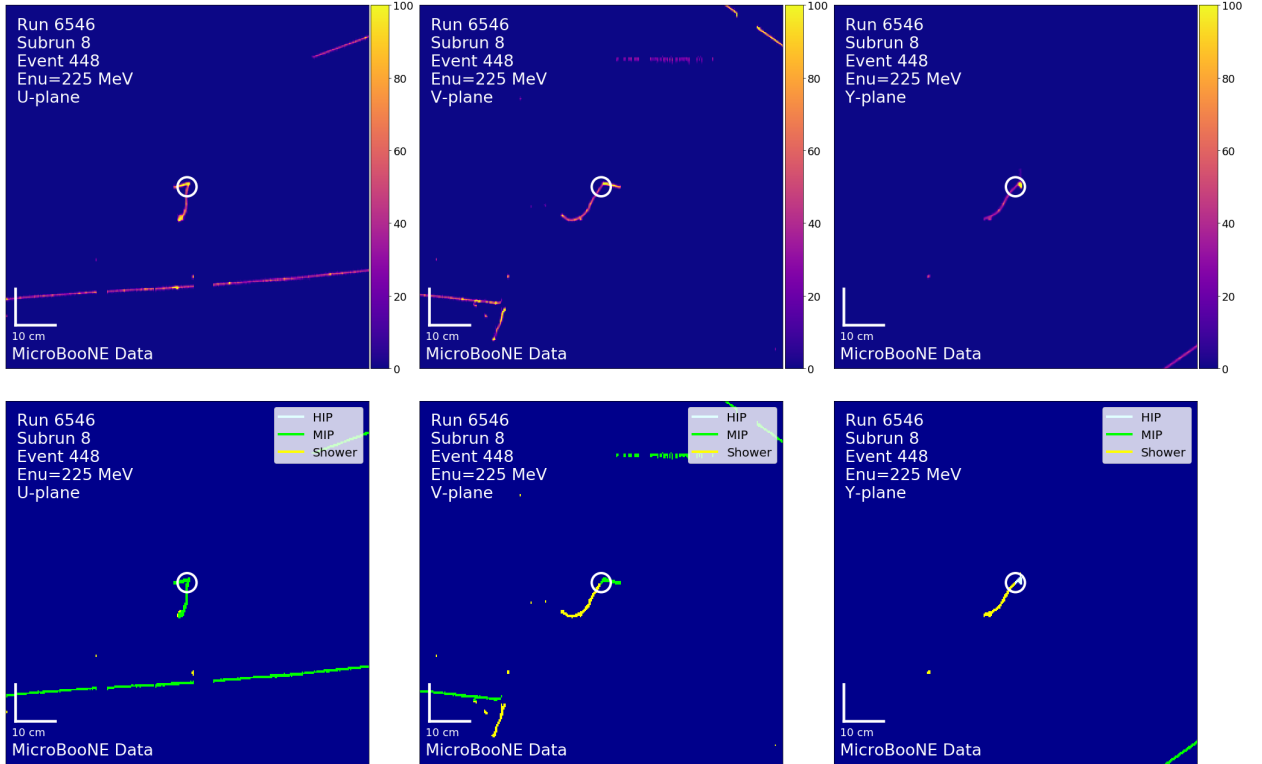 Run 6546
Subrun 8
Event 448
Enu=225 MeV
U-plane
10 cm
MicroBooNE Data
100
80
60
40
20
0
Run 6546
Subrun 8
Event 448
Enu=225 MeV
V-plane
10 cm
MicroBooNE Data
100
80
60
40
20
0
Run 6546
Subrun 8
Event 448
Enu=225 MeV
Y-plane
10 cm
MicroBooNE Data
100
80
60
40
20
0
Run 6546
Subrun 8
Event 448
Enu=225 MeV
U-plane
HIP
MIP
Shower
10 cm
MicroBooNE Data
Run 6546
Subrun 8
Event 448
Enu=225 MeV
V-plane
HIP
MIP
Shower
10 cm
MicroBooNE Data
Run 6546
Subrun 8
Event 448
Enu=225 MeV
Y-plane
HIP
MIP
Shower
10 cm
MicroBooNE Data